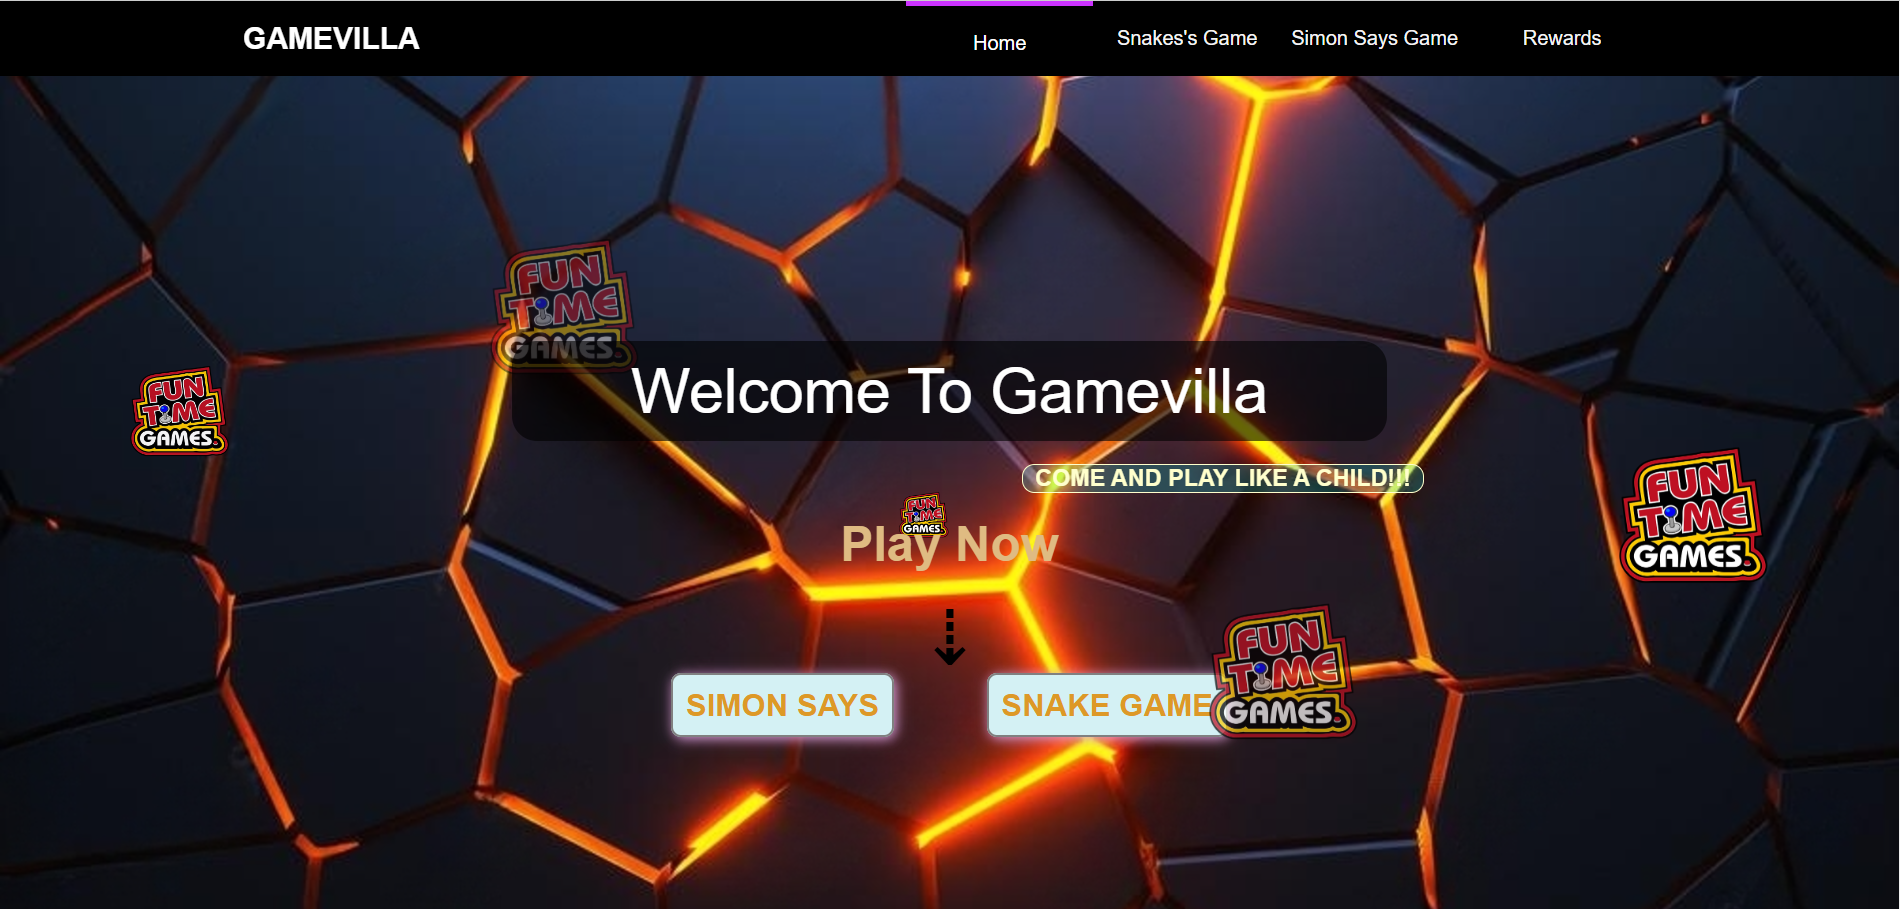 GAMEVILLA
Home
Snakes's Game
Simon Says Game
Rewards
FUN
TIME
GAMES.
Welcome To Gamevilla
FUN
TIME
GAMES.
COME AND PLAY LIKE A CHILD!!!
FUN
TIME
GAMES.
FUN
TIME
GAMES.
Play Now
SIMON SAYS
SNAKE GAME
FUN
TIME
GAMES.